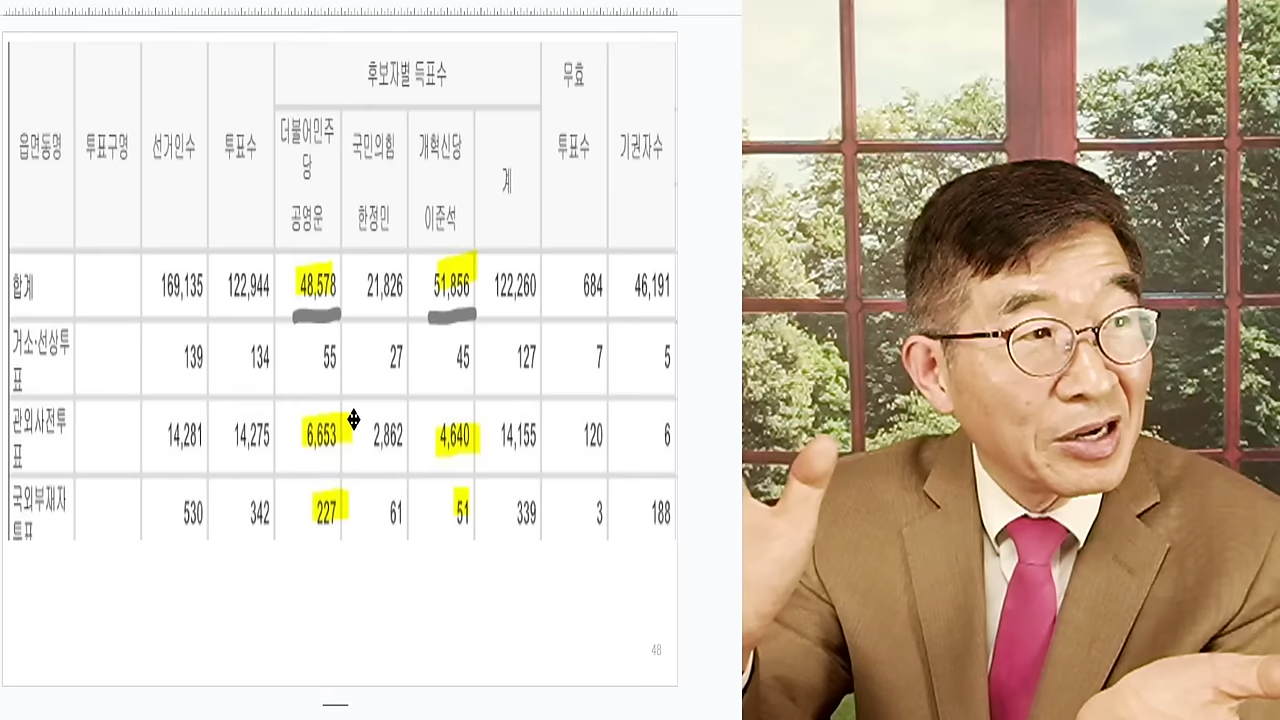 후보자별 득표수
무효
읍면동명 투표구명 선거인수 투표수 더불어민주 국민의힘 개혁신당 계 투표수 기권자수
당
공영운 한정민 이준석
합계 169,135 122,944 48,578 21,826 51,856 122,260 684 46,191
거소·선상투 139 134 55 27 45 127 7 5
표
관외사전투 14,281 14,275 6,653 2,862 4,640 14,155 120 6
표
국외부재자 530 342 227 61 51 339 3 188
투표
48